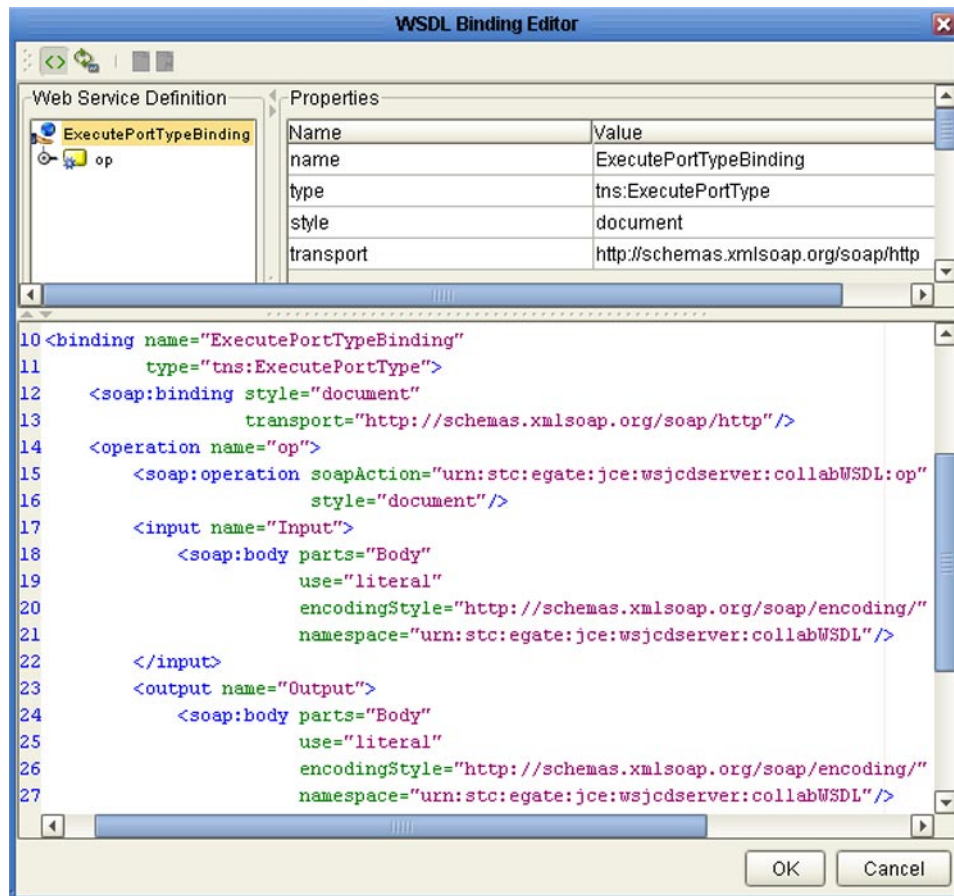 WSDL Binding Editor
Web Service Definition
Properties
ExecutePortTypeBinding
op
Name Value
name ExecutePortTypeBinding
type tns:ExecutePortType
style document
transport http://schemas.xmlsoap.org/soap/http
10 <binding name="ExecutePortTypeBinding"
11 type="tns:ExecutePortType">
12 <soap:binding style="document"
13 transport="http://schemas.xmlsoap.org/soap/http"/>
14 <operation name="op">
15 <soap:operation soapAction="urn:stc:egate:jce:wsjcdserver:collabWSDL:op"
16 style="document"/>
17 <input name="Input">
18 <soap:body parts="Body"
19 use="literal"
20 encodingStyle="http://schemas.xmlsoap.org/soap/encoding/"
21 namespace="urn:stc:egate:jce:wsjcdserver:collabWSDL"/>
22 </input>
23 <output name="Output">
24 <soap:body parts="Body"
25 use="literal"
26 encodingStyle="http://schemas.xmlsoap.org/soap/encoding/"
27 namespace="urn:stc:egate:jce:wsjcdserver:collabWSDL"/>
OK Cancel